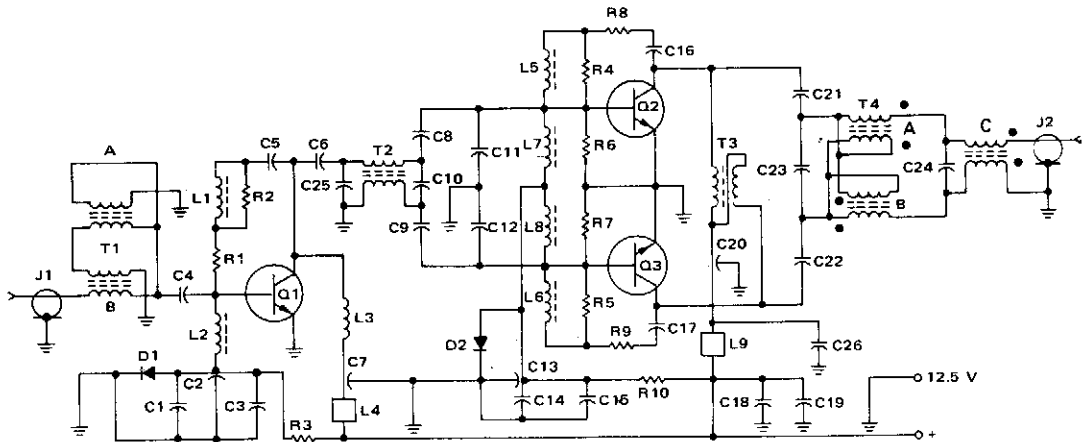 R8
C16
L5
R4
Q2
C21
T4
A
C
J2
C5
C6
T2
C8
C11
L7
R6
T3
A
L1
R2
C25
C10
C23
C24
T1
C9
C12
L8
R7
B
R1
C20
J1
B
C4
Q1
Q3
C22
L6
R5
L2
L3
D2
R9
C17
L9
C26
D1
C2
C7
C13
12.5 V
C1
C3
L4
C14
C15
R10
C18
C19
R3
+